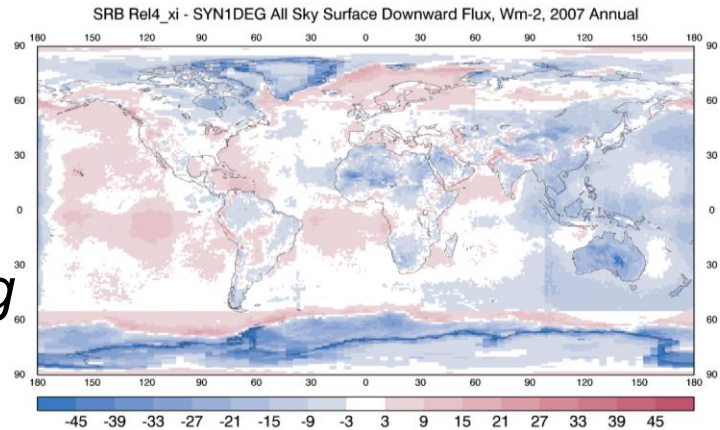 SRB Rel4_xi - SYN1DEG All Sky Surface Downward Flux, Wm-2, 2007 Annual
180 150 120 90 60 30 0 30 60 90 120 150 180
90 90
60 60
30 30
0 0
30 30
g
60 60
90 90
180 150 120 90 60 30 0 30 60 90 120 150 180
-45 -39 -33 -27 -21 -15 -9 -3 3 9 15 21 27 33 39 45